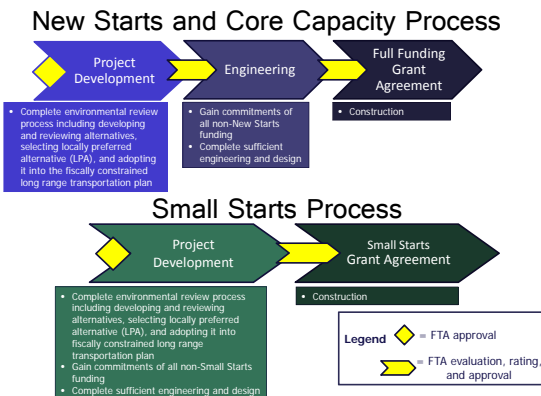 New Starts and Core Capacity Process
Project
Development
Engineering
Full Funding
Grant
Agreement
• Complete environmental review
process including developing
and reviewing alternatives,
selecting locally preferred
alternative (LPA), and adopting
it into the fiscally constrained
long range transportation plan
• Gain commitments of
all non-New Starts
funding
• Complete sufficient
engineering and design
• Construction
Small Starts Process
Project
Development
Small Starts
Grant Agreement
• Complete environmental review process
including developing and reviewing
alternatives, selecting locally preferred
alternative (LPA), and adopting it into
fiscally constrained long range
transportation plan
• Gain commitments of all non-Small Starts
funding
• Complete sufficient engineering and design
• Construction
Legend
= FTA approval
= FTA evaluation, rating,
and approval